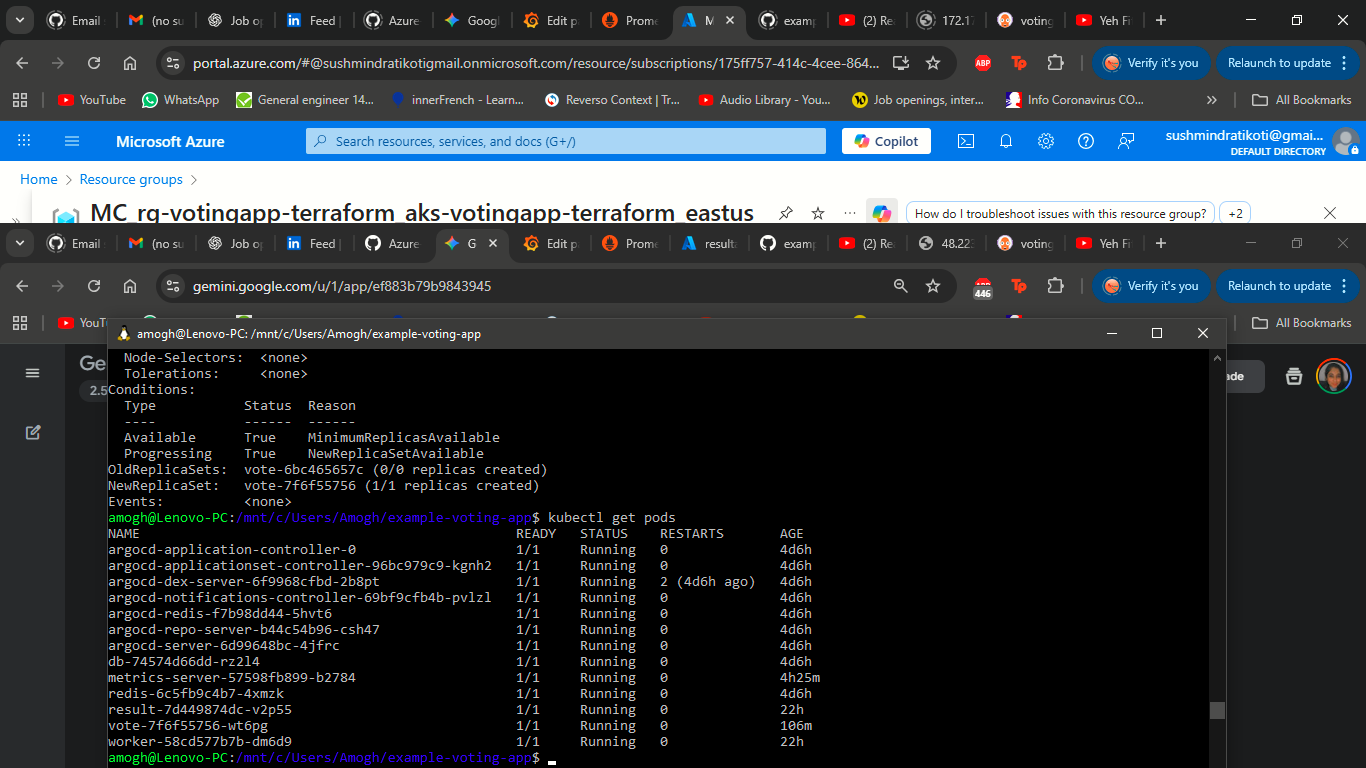 Email
(no su
Job op
Feed |
Azure
Googl
Edit p
Prome
M
examp
(2) Re
172.17
voting
Yeh Fi
portal.azure.com/#@sushmindratikotigmail.onmicrosoft.com/resource/subscriptions/175ff757-414c-4cee-864...
ABP
Tp
Verify it's you
Relaunch to update
YouTube
WhatsApp
General engineer 14...
innerFrench - Learn...
Reverso Context | Tr...
Audio Library - You...
Job openings, inter...
Info Coronavirus CO...
All Bookmarks
Microsoft Azure
Search resources, services, and docs (G+/)
Copilot
sushmindratikoti@gmai...
DEFAULT DIRECTORY
Home > Resource groups >
MC_rg-votingapp-terraform_aks-votingapp-terraform_eastus
How do I troubleshoot issues with this resource group?
+2
Email
(no su
Job op
Feed |
Azure
G
Edit p
Prome
resulta
examp
(2) Re
48.223
voting
Yeh Fi
gemini.google.com/u/1/app/ef883b79b9843945
446
Tp
Verify it's you
Relaunch to update
YouT
All Bookmarks
amogh@Lenovo-PC: /mnt/c/Users/Amogh/example-voting-app
Ge
2.5
ade
Node-Selectors:  <none>
Tolerations:     <none>
Conditions:
Type           Status  Reason
----           ------  ------
Available      True    MinimumReplicasAvailable
Progressing    True    NewReplicaSetAvailable
OldReplicaSets:  vote-6bc465657c (0/0 replicas created)
NewReplicaSet:   vote-7f6f55756 (1/1 replicas created)
Events:          <none>
amogh@Lenovo-PC:/mnt/c/Users/Amogh/example-voting-app$ kubectl get pods
NAME                                               READY   STATUS    RESTARTS       AGE
argocd-application-controller-0                    1/1     Running   0              4d6h
argocd-applicationset-controller-96bc979c9-kgnh2   1/1     Running   0              4d6h
argocd-dex-server-6f9968cfbd-2b8pt                 1/1     Running   2 (4d6h ago)   4d6h
argocd-notifications-controller-69bf9cfb4b-pvlzl   1/1     Running   0              4d6h
argocd-redis-f7b98dd44-5hvt6                       1/1     Running   0              4d6h
argocd-repo-server-b44c54b96-csh47                 1/1     Running   0              4d6h
argocd-server-6d99648bc-4jfrc                      1/1     Running   0              4d6h
db-74574d66dd-rz2l4                                1/1     Running   0              4d6h
metrics-server-57598fb899-b2784                    1/1     Running   0              4h25m
redis-6c5fb9c4b7-4xmzk                             1/1     Running   0              4d6h
result-7d449874dc-v2p55                            1/1     Running   0              22h
vote-7f6f55756-wt6pg                               1/1     Running   0              106m
worker-58cd577b7b-dm6d9                            1/1     Running   0              22h
amogh@Lenovo-PC:/mnt/c/Users/Amogh/example-voting-app$